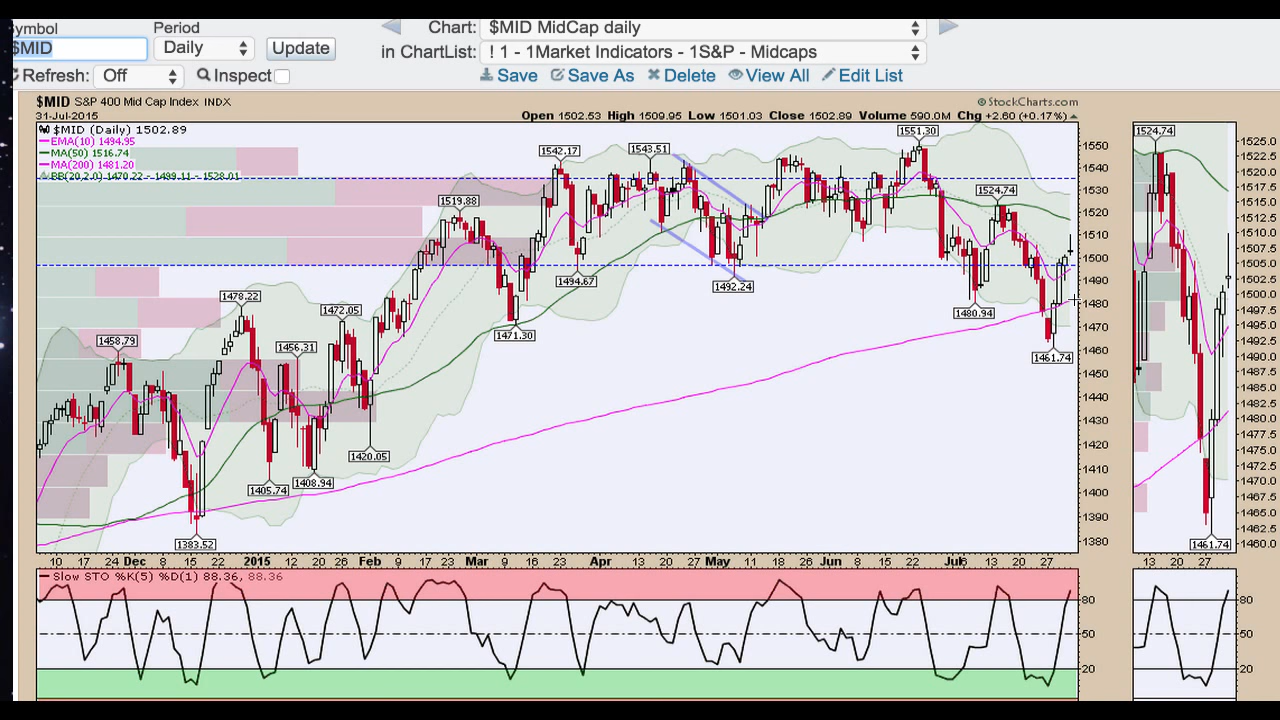 ymbol
Period
Chart: $MID MidCap daily
$MID
Daily
Update
in ChartList: ! 1 - 1Market Indicators - 1S&P - Midcaps
Refresh: Off
Inspect
Save
Save As
Delete
View All
Edit List
$MID S&P 400 Mid Cap Index INDX
© StockCharts.com
31-Jul-2015
Open 1502.53 High 1509.95 Low 1501.03 Close 1502.89 Volume 590.0M Chg +2.60 (+0.17%)
$MID (Daily) 1502.89
EMA(10) 1494.95
MA(50) 1516.74
MA(200) 1481.20
BB(20,2.0) 1470.22 - 1499.11 - 1528.01
1458.79
1478.22
1456.31
1472.05
1519.88
1542.17
1543.51
1551.30
1524.74
1383.52
1405.74
1408.94
1420.05
1471.30
1494.67
1492.24
1480.94
1461.74
1550
1540
1530
1520
1510
1500
1490
1480
1470
1460
1450
1440
1430
1420
1410
1400
1390
1380
1524.74
1461.74
1525.0
1522.5
1520.0
1517.5
1515.0
1512.5
1510.0
1507.5
1505.0
1502.5
1500.0
1497.5
1495.0
1492.5
1490.0
1487.5
1485.0
1482.5
1480.0
1477.5
1475.0
1472.5
1470.0
1467.5
1465.0
1462.5
1460.0
10 17 24 Dec 8 15 22 2015 12 20 26 Feb 9 17 23 Mar 9 16 23 Apr 13 20 27 May 11 18 26 Jun 8 15 22 Jul 6 13 20 27
13 20 27
Slow STO %K(5) %D(1) 88.36, 88.36
80
50
20
80
50
20